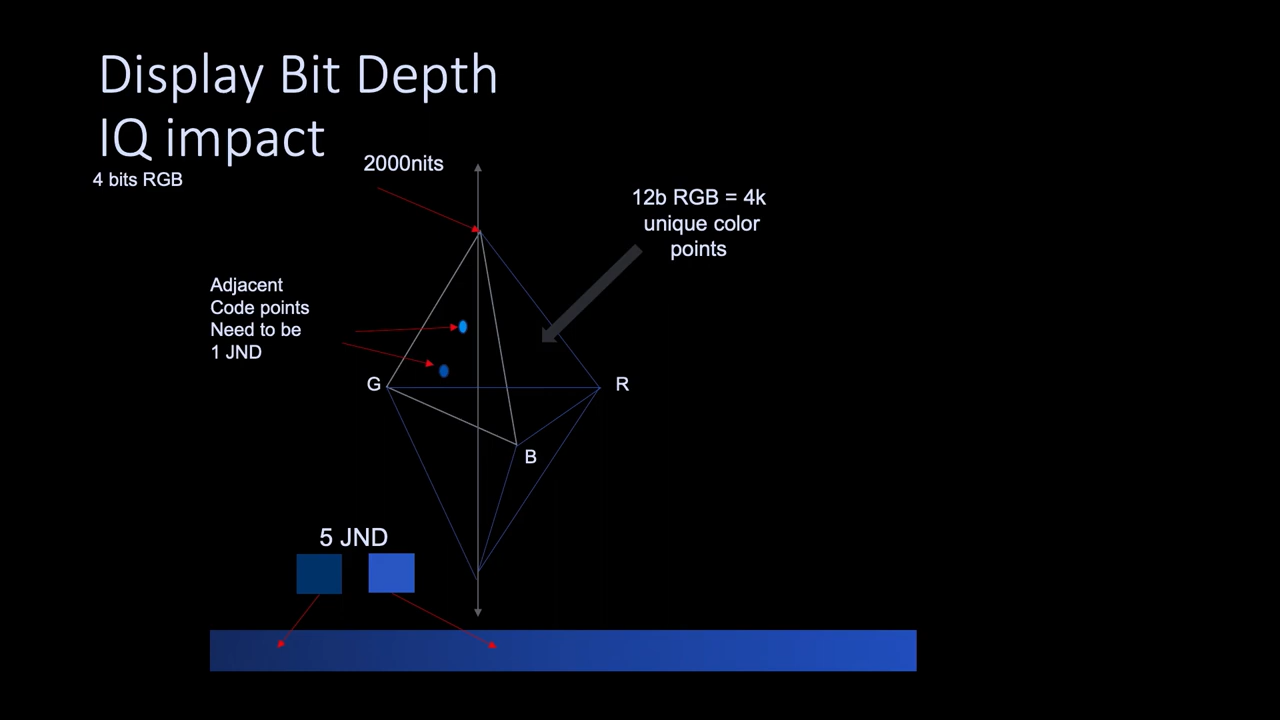 Display Bit Depth
IQ impact
4 bits RGB
2000nits
12b RGB = 4k
unique color
points
Adjacent
Code points
Need to be
1 JND
G
R
B
5 JND